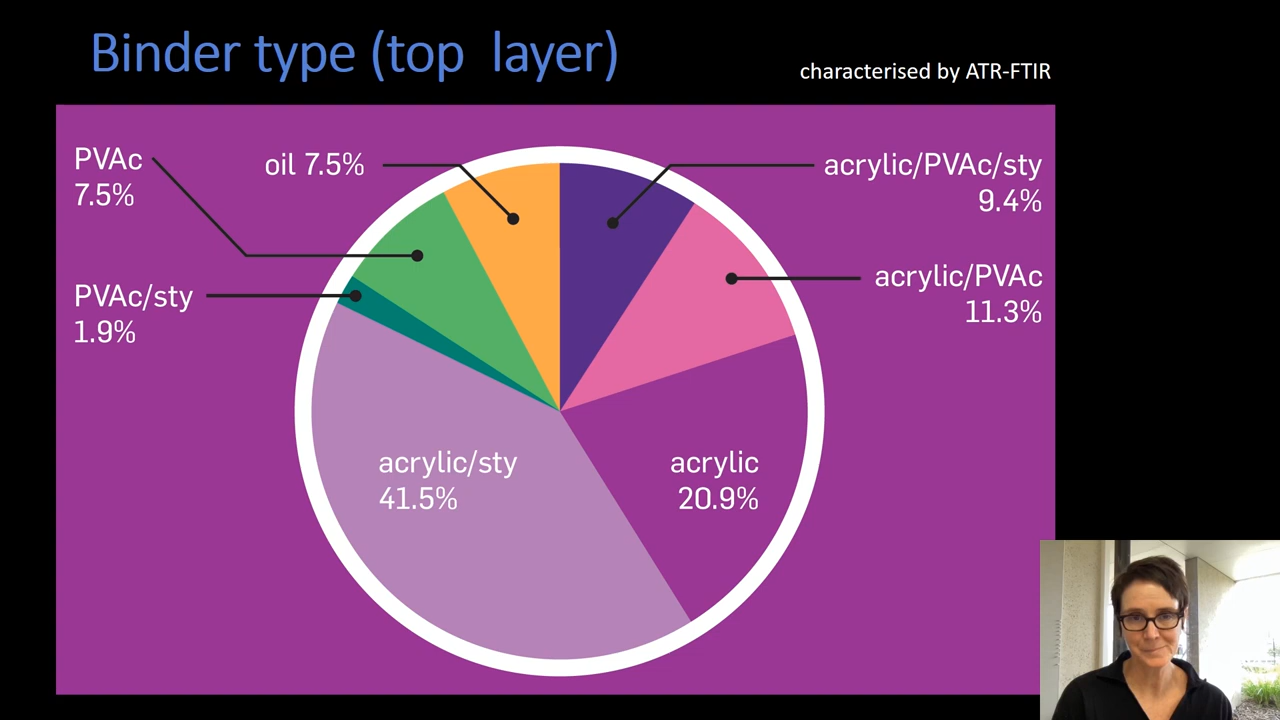 Binder type (top layer)
characterised by ATR-FTIR
PVAc
7.5%
oil 7.5%
acrylic/PVAc/sty
9.4%
acrylic/PVAc
11.3%
PVAc/sty
1.9%
acrylic/sty
41.5%
acrylic
20.9%